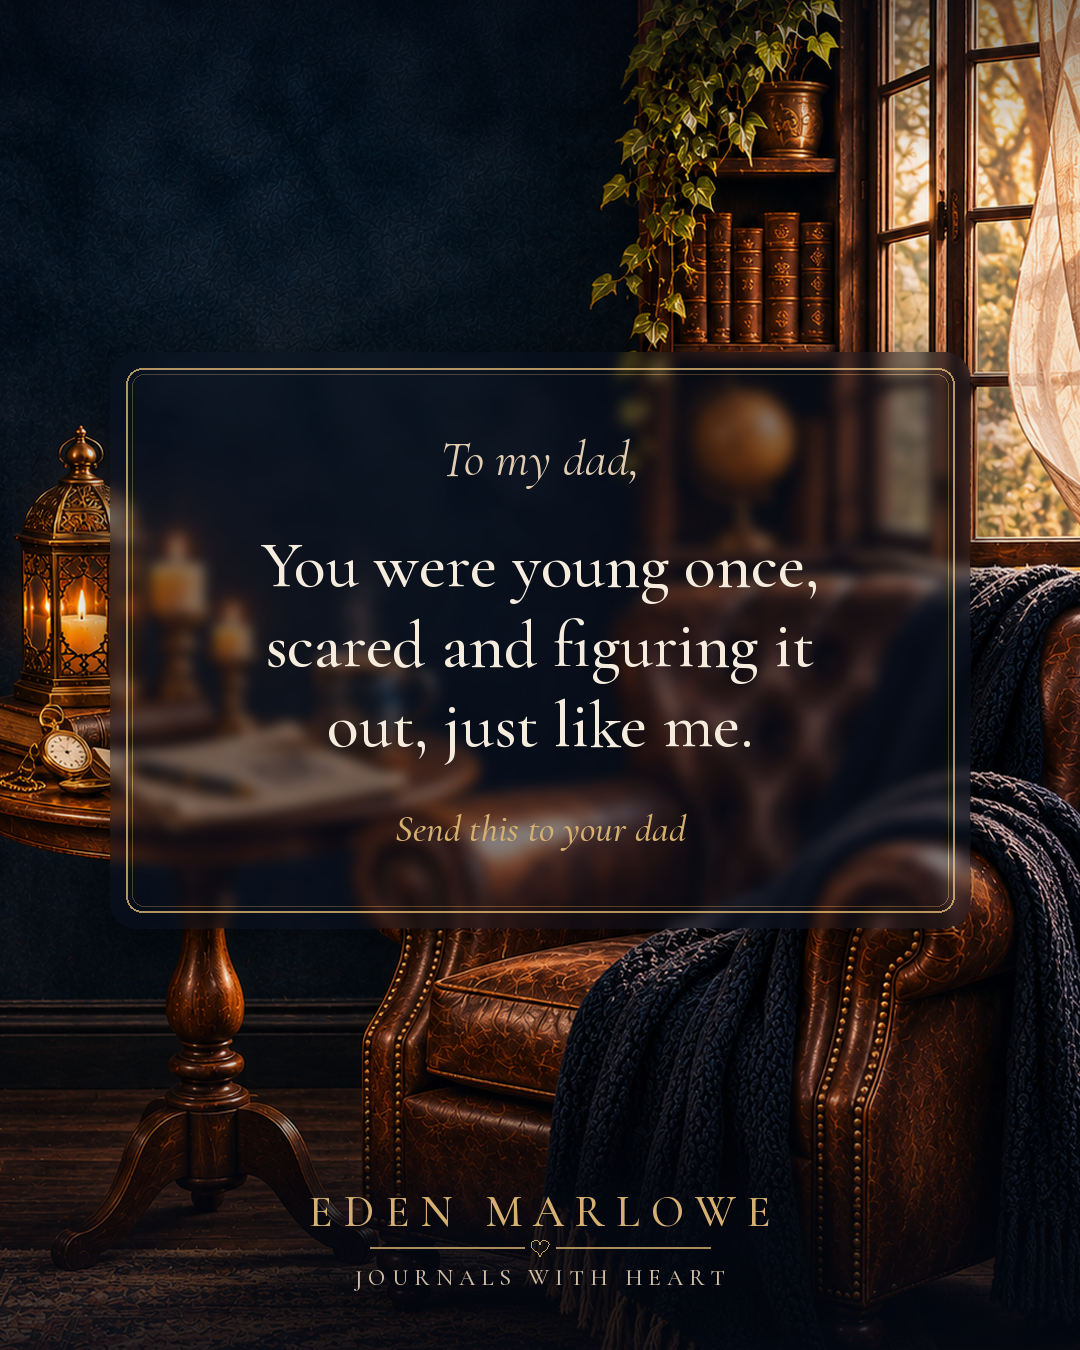 To my dad,
You were young once,
scared and figuring it
out, just like me.
Send this to your dad
EDEN MARLOWE
JOURNALS WITH HEART